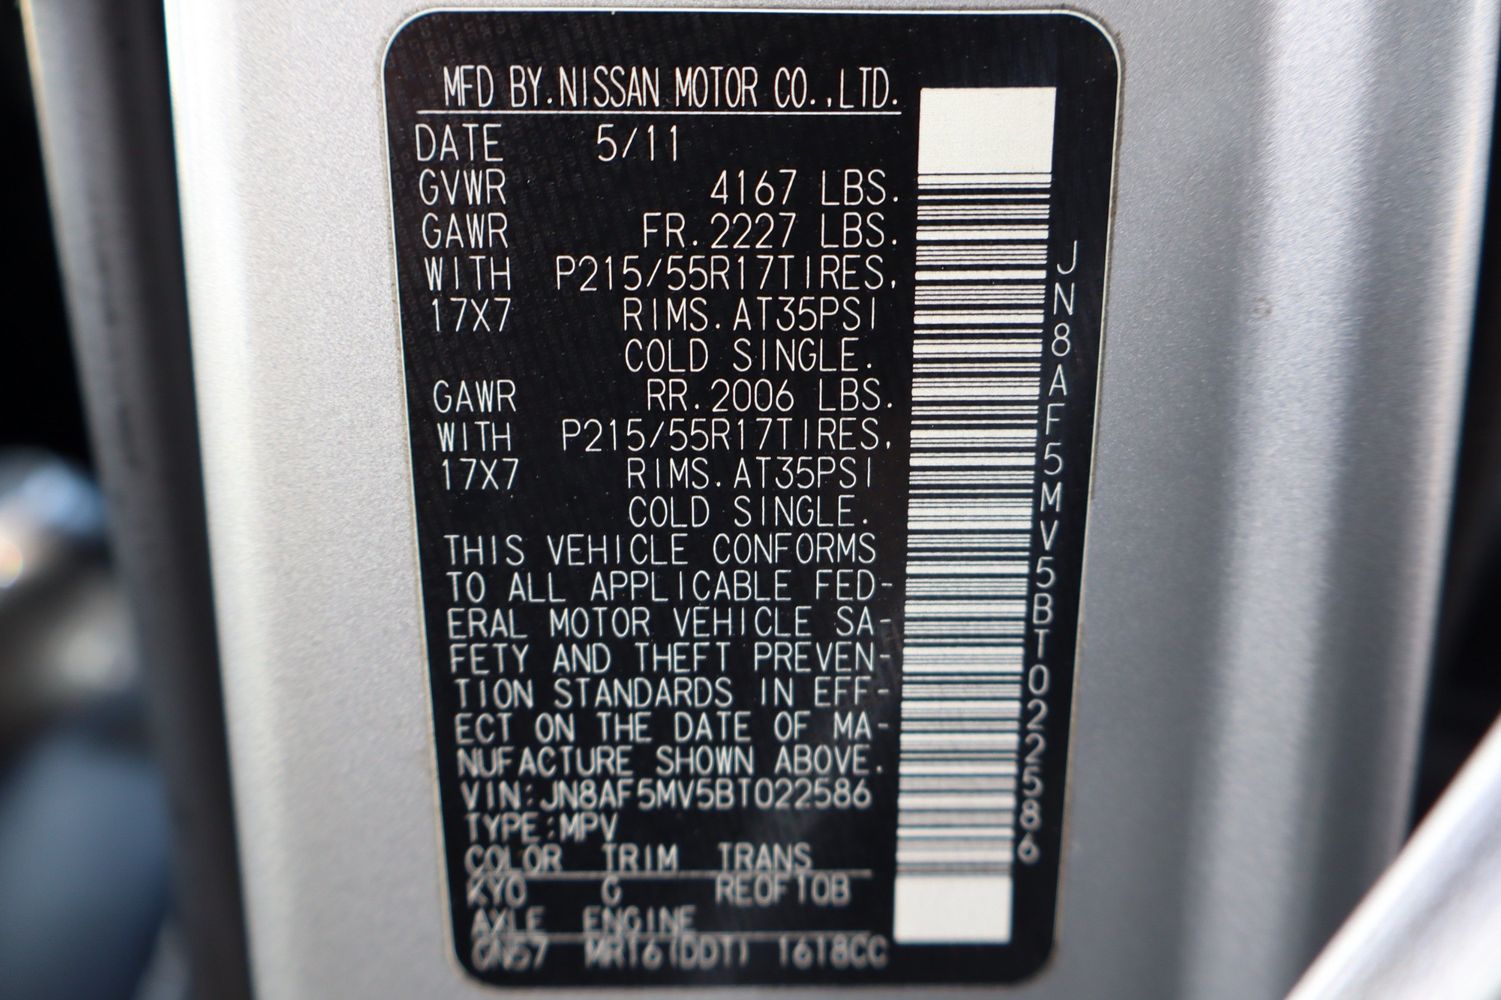 MFD BY.NISSAN MOTOR CO.,LTD.
DATE 5/11
GVWR 4167 LBS.
GAWR FR.2227 LBS.
WITH P215/55R17TIRES,
17X7 RIMS.AT35PSI
COLD SINGLE.
GAWR RR.2006 LBS.
WITH P215/55R17TIRES,
17X7 RIMS.AT35PSI
COLD SINGLE.
THIS VEHICLE CONFORMS
TO ALL APPLICABLE FED-
ERAL MOTOR VEHICLE SA-
FETY AND THEFT PREVEN-
TION STANDARDS IN EFF-
ECT ON THE DATE OF MA-
NUFACTURE SHOWN ABOVE.
VIN:JN8AF5MV5BT022586
TYPE:MPV
COLOR TRIM TRANS
KY0 G RE0F10B
AXLE ENGINE
GN57 MR16(DDT) 1618CC
JN8AF5MV5BT022586